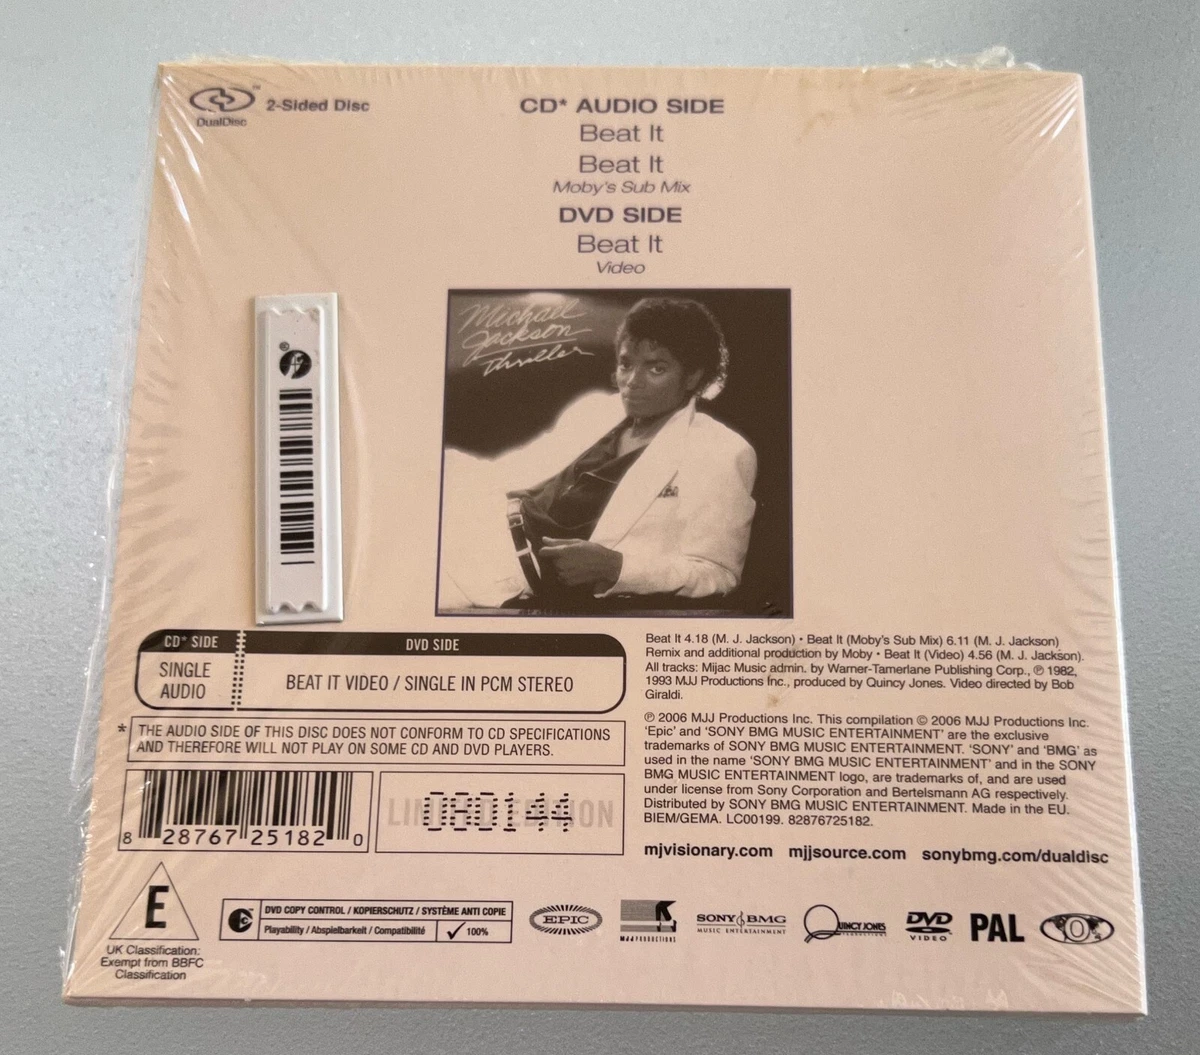 DualDisc™
2-Sided Disc
CD* AUDIO SIDE
Beat It
Beat It
Moby's Sub Mix
DVD SIDE
Beat It
Video
Michael
Jackson
Thriller
®
CD* SIDE
DVD SIDE
SINGLE
AUDIO
BEAT IT VIDEO / SINGLE IN PCM STEREO
* THE AUDIO SIDE OF THIS DISC DOES NOT CONFORM TO CD SPECIFICATIONS
AND THEREFORE WILL NOT PLAY ON SOME CD AND DVD PLAYERS.
8 28767 25182 0
LIMITED EDITION
Beat It 4.18 (M. J. Jackson) • Beat It (Moby's Sub Mix) 6.11 (M. J. Jackson)
Remix and additional production by Moby • Beat It (Video) 4.56 (M. J. Jackson).
All tracks: Mijac Music admin. by Warner-Tamerlane Publishing Corp., ℗ 1982,
1993 MJJ Productions Inc., produced by Quincy Jones. Video directed by Bob
Giraldi.
℗ 2006 MJJ Productions Inc. This compilation © 2006 MJJ Productions Inc.
'Epic' and 'SONY BMG MUSIC ENTERTAINMENT' are the exclusive
trademarks of SONY BMG MUSIC ENTERTAINMENT. 'SONY' and 'BMG' as
used in the name 'SONY BMG MUSIC ENTERTAINMENT' and in the SONY
BMG MUSIC ENTERTAINMENT logo, are trademarks of, and are used
under license from Sony Corporation and Bertelsmann AG respectively.
Distributed by SONY BMG MUSIC ENTERTAINMENT. Made in the EU.
BIEM/GEMA. LC00199. 82876725182.
mjvisionary.com mjjsource.com sonybmg.com/dualdisc
E
UK Classification:
Exempt from BBFC
Classification
DVD COPY CONTROL / KOPIERSCHUTZ / SYSTÈME ANTI COPIE
Playability / Abspielbarkeit / Compatibilité 100%
EPIC
MJJ PRODUCTIONS
SONY BMG
MUSIC ENTERTAINMENT
QUINCY JONES
PRODUCTIONS
DVD
VIDEO
PAL